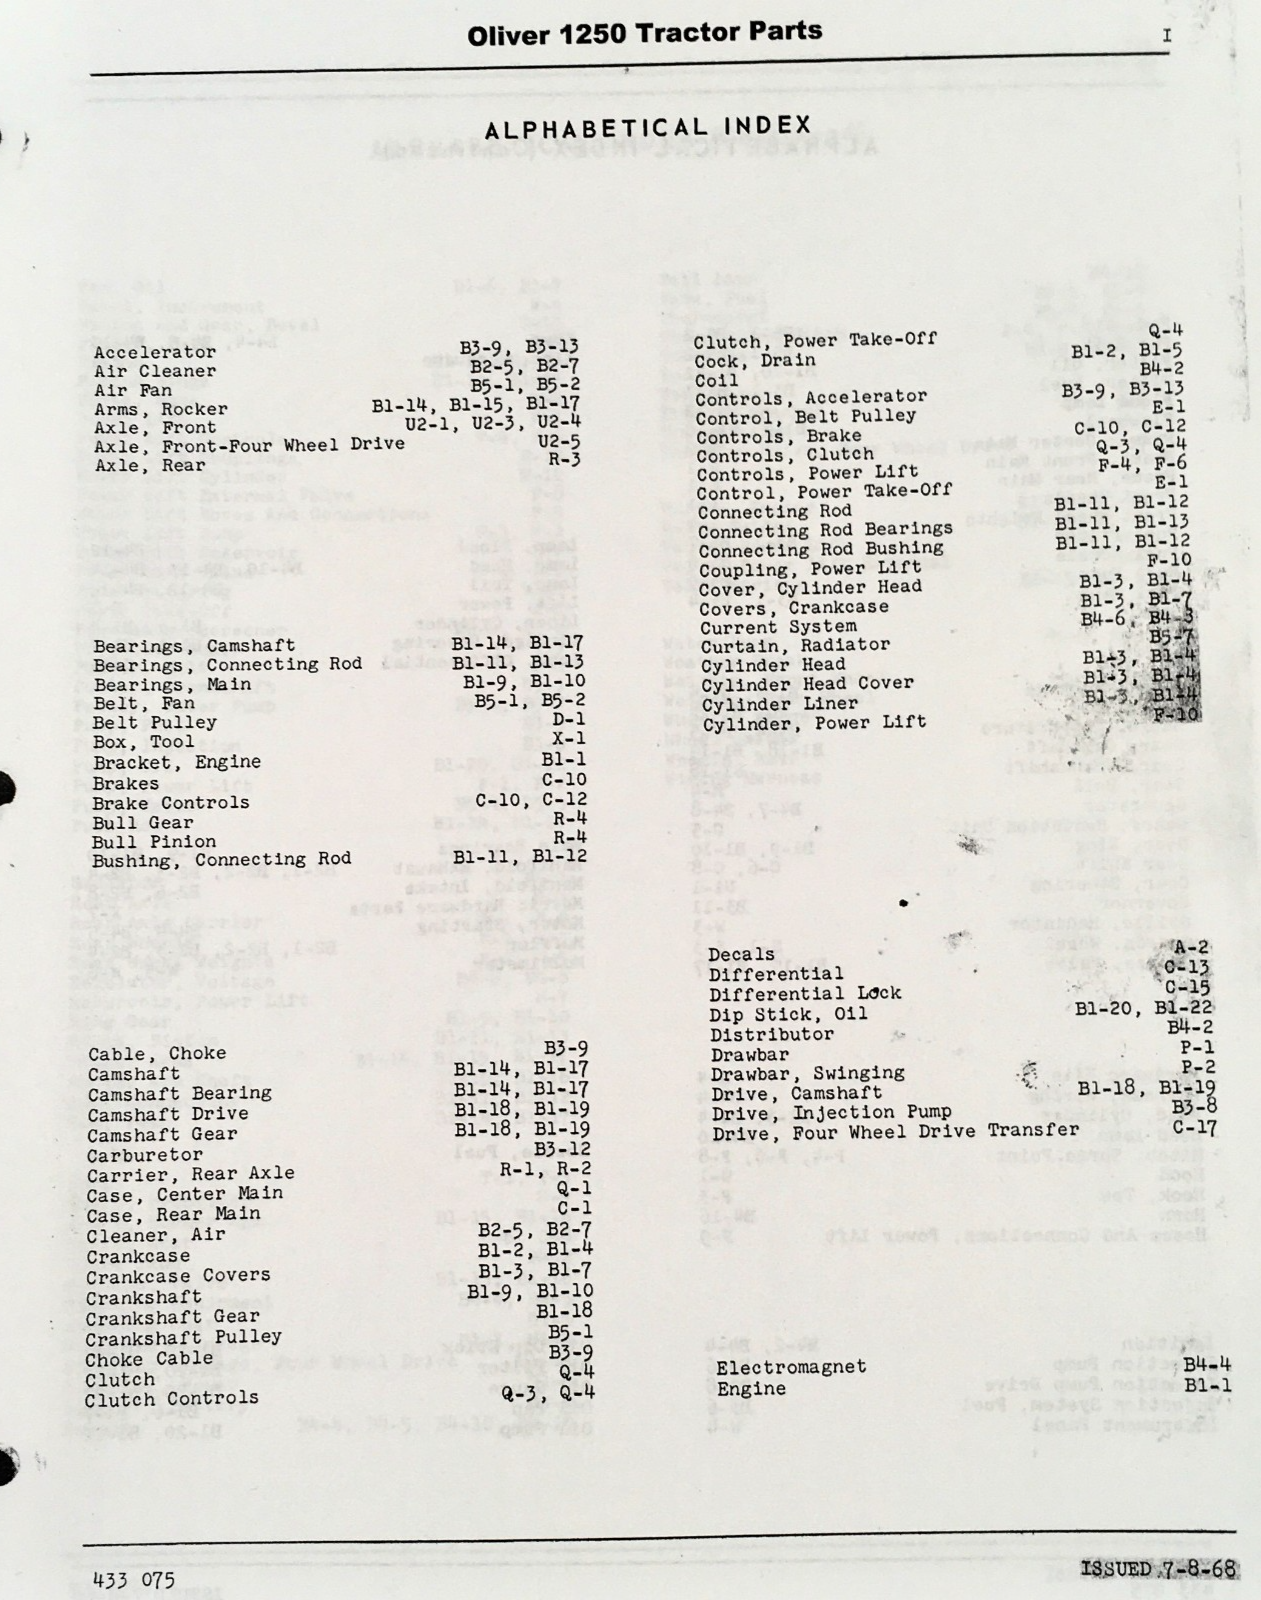 Oliver 1250 Tractor Parts I
ALPHABETICAL INDEX
Accelerator B3-9, B3-13
Air Cleaner B2-5, B2-7
Air Fan B5-1, B5-2
Arms, Rocker B1-14, B1-15, B1-17
Axle, Front U2-1, U2-3, U2-4
Axle, Front-Four Wheel Drive U2-5
Axle, Rear R-3
Bearings, Camshaft B1-14, B1-17
Bearings, Connecting Rod B1-11, B1-13
Bearings, Main B1-9, B1-10
Belt, Fan B5-1, B5-2
Belt Pulley D-1
Box, Tool X-1
Bracket, Engine B1-1
Brakes C-10
Brake Controls C-10, C-12
Bull Gear R-4
Bull Pinion R-4
Bushing, Connecting Rod B1-11, B1-12
Cable, Choke B3-9
Camshaft B1-14, B1-17
Camshaft Bearing B1-14, B1-17
Camshaft Drive B1-18, B1-19
Camshaft Gear B1-18, B1-19
Carburetor B3-12
Carrier, Rear Axle R-1, R-2
Case, Center Main Q-1
Case, Rear Main C-1
Cleaner, Air B2-5, B2-7
Crankcase B1-2, B1-4
Crankcase Covers B1-3, B1-7
Crankshaft B1-9, B1-10
Crankshaft Gear B1-18
Crankshaft Pulley B5-1
Choke Cable B3-9
Clutch Q-4
Clutch Controls Q-3, Q-4
Clutch, Power Take-Off Q-4
Cock, Drain B1-2, B1-5
Coil B4-2
Controls, Accelerator B3-9, B3-13
Control, Belt Pulley E-1
Controls, Brake C-10, C-12
Controls, Clutch Q-3, Q-4
Controls, Power Lift F-4, F-6
Control, Power Take-Off E-1
Connecting Rod B1-11, B1-12
Connecting Rod Bearings B1-11, B1-13
Connecting Rod Bushing B1-11, B1-12
Coupling, Power Lift F-10
Cover, Cylinder Head B1-3, B1-4
Covers, Crankcase B1-3, B1-7
Current System B4-6,
Curtain, Radiator B5-7
Cylinder Head B1-3, B1-4
Cylinder Head Cover B1-3, B1-4
Cylinder Liner B1-3, B1-4
Cylinder, Power Lift F-10
Decals A-2
Differential C-13
Differential Lock C-15
Dip Stick, Oil B1-20, B1-22
Distributor B4-2
Drawbar P-1
Drawbar, Swinging P-2
Drive, Camshaft B1-18, B1-19
Drive, Injection Pump B3-8
Drive, Four Wheel Drive Transfer C-17
Electromagnet B4-4
Engine B1-1
433 075 ISSUED 7-8-68